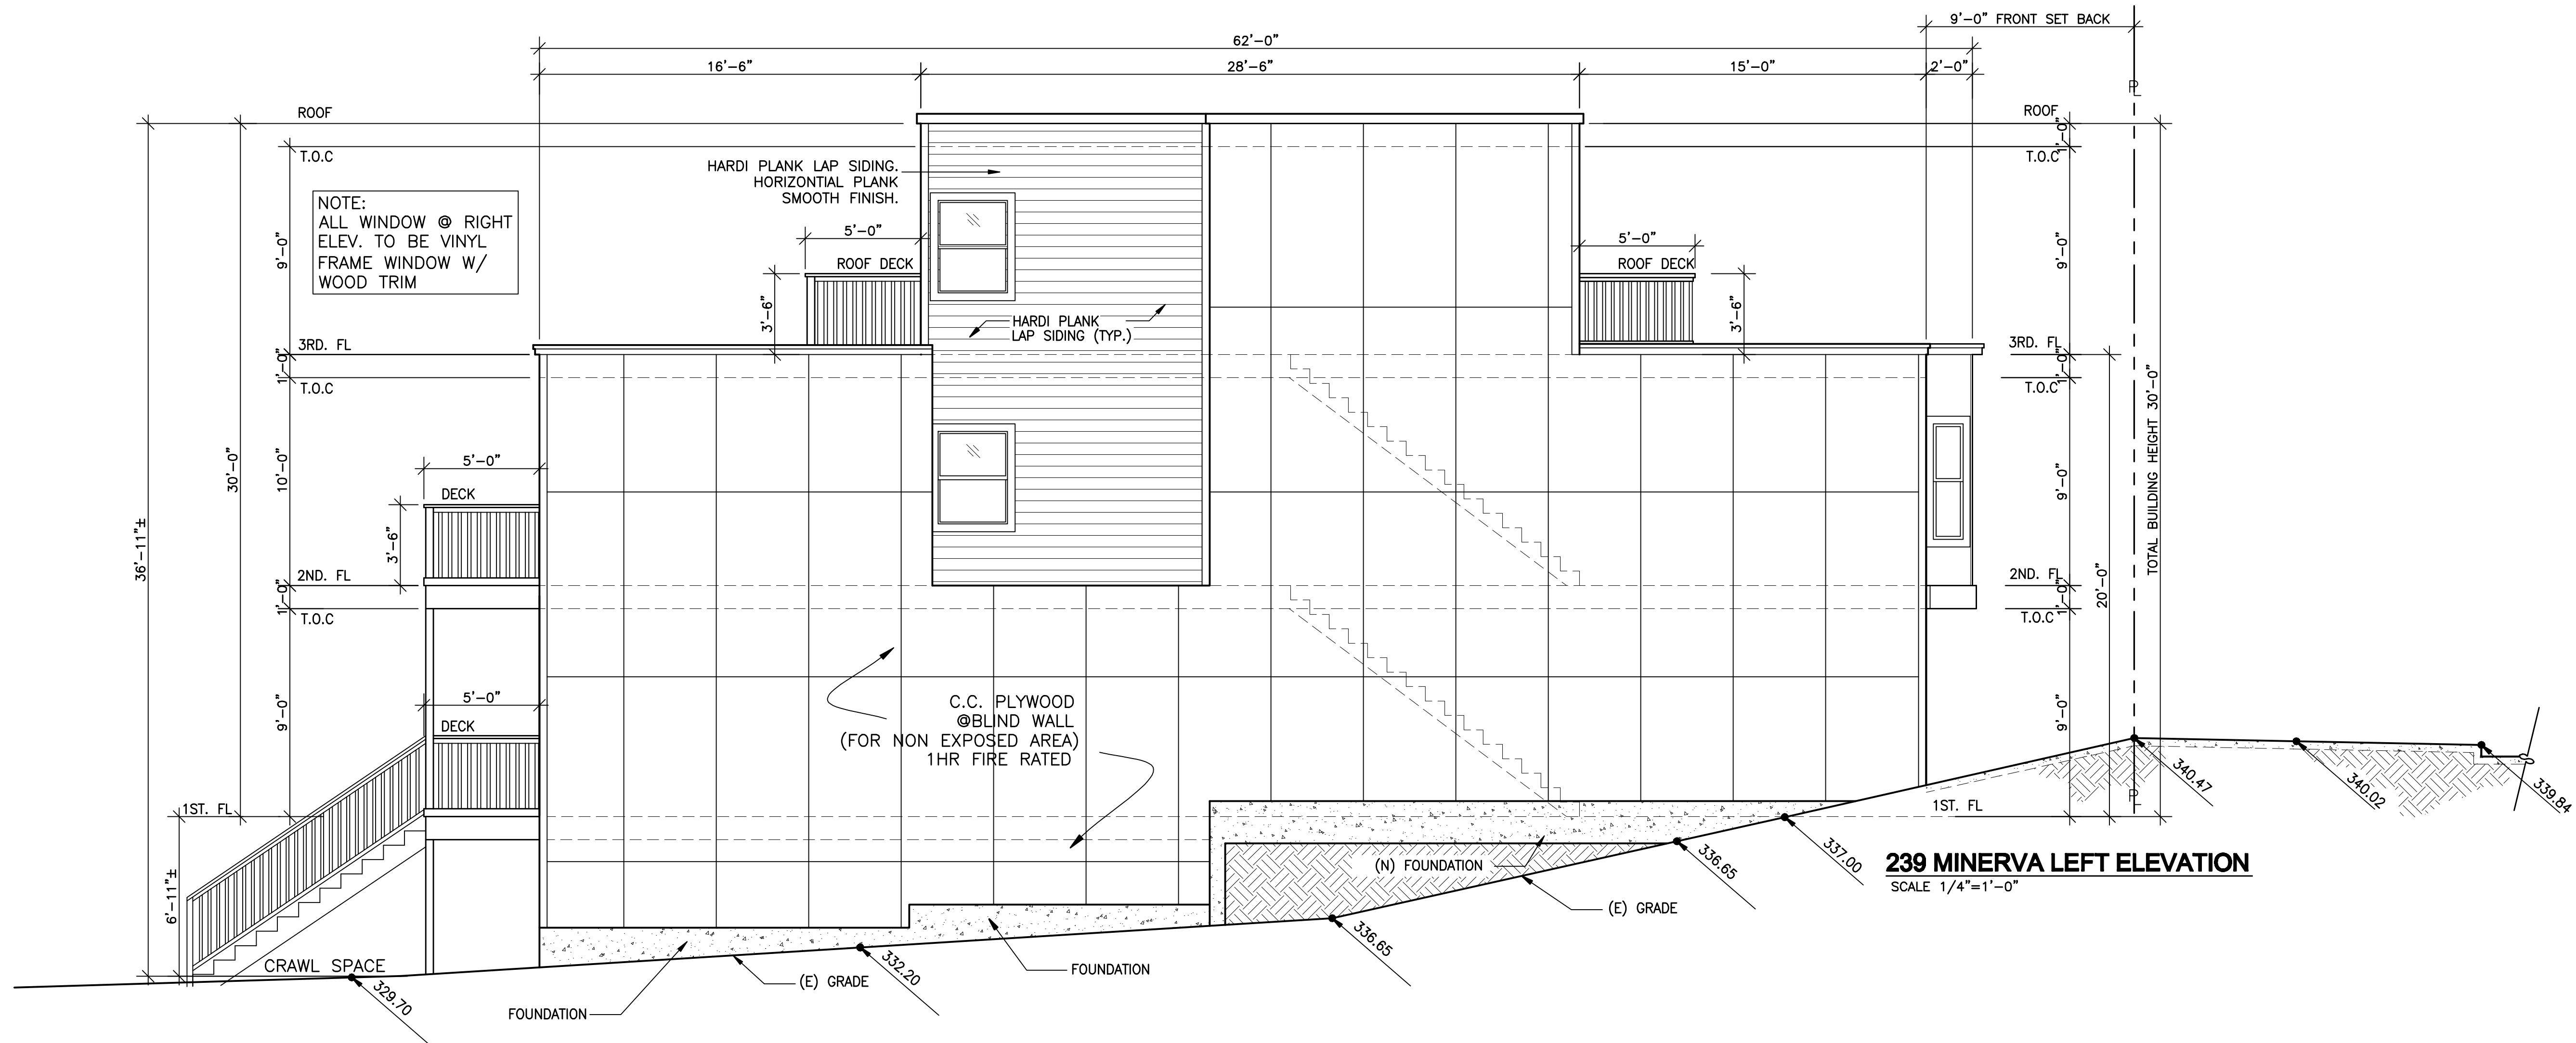 9'-0" FRONT SET BACK
62'-0"
16'-6"
28'-6"
15'-0"
2'-0"
PL
ROOF
ROOF
1'-0"
T.O.C
T.O.C
HARDI PLANK LAP SIDING.
HORIZONTIAL PLANK
SMOOTH FINISH.
NOTE:
ALL WINDOW @ RIGHT
ELEV. TO BE VINYL
FRAME WINDOW W/
WOOD TRIM
9'-0"
5'-0"
ROOF DECK
3'-6"
5'-0"
ROOF DECK
3'-6"
9'-0"
HARDI PLANK
LAP SIDING (TYP.)
3RD. FL
1'-0"
T.O.C
3RD. FL
1'-0"
T.O.C
36'-11"±
30'-0"
10'-0"
5'-0"
DECK
3'-6"
9'-0"
TOTAL BUILDING HEIGHT 30'-0"
20'-0"
2ND. FL
1'-0"
T.O.C
2ND. FL
1'-0"
T.O.C
9'-0"
5'-0"
DECK
C.C. PLYWOOD
@BLIND WALL
(FOR NON EXPOSED AREA)
1HR FIRE RATED
9'-0"
1ST. FL
6'-11"±
1ST. FL
PL
340.47
340.02
339.84
(N) FOUNDATION
336.65
337.00
239 MINERVA LEFT ELEVATION
SCALE 1/4"=1'-0"
(E) GRADE
336.65
CRAWL SPACE
329.70
332.20
(E) GRADE
FOUNDATION
FOUNDATION